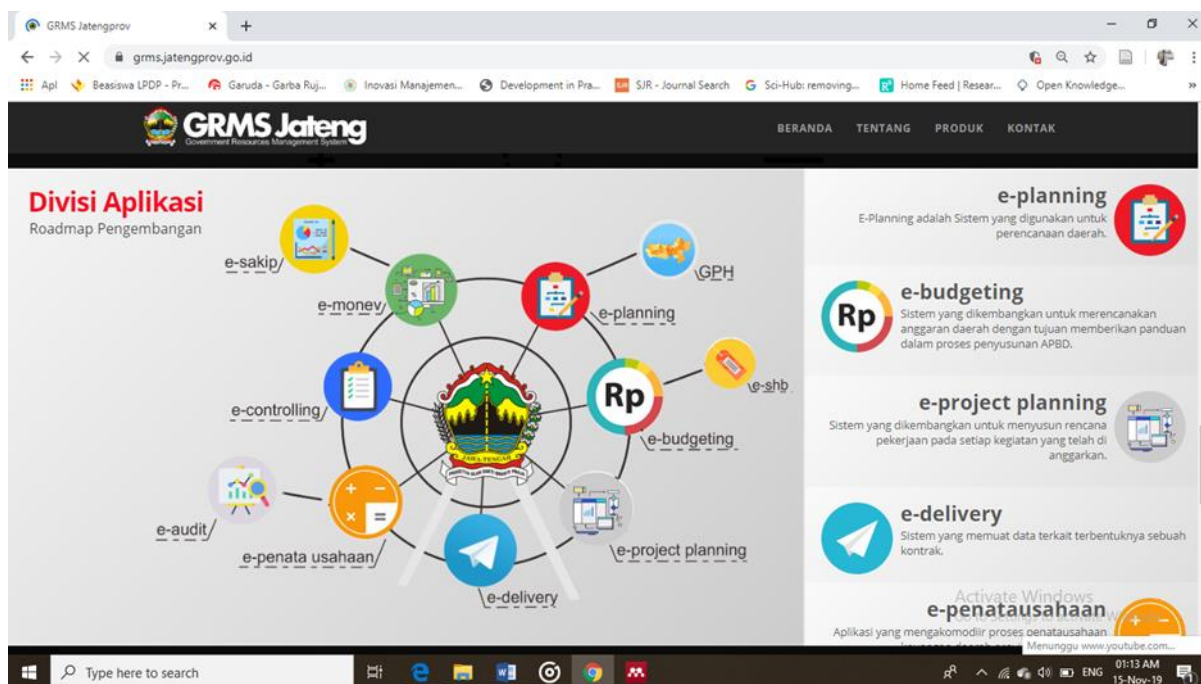 GRMS Jatengprov
grms.jatengprov.go.id
Apl
Beasiswa LPDP - Pr...
Garuda - Garba Ruj...
Inovasi Manajemen...
Development in Pra...
SJR - Journal Search
Sci-Hub: removing...
Home Feed | Resear...
Open Knowledge...
GRMS Jateng
Government Resources Management System
BERANDA TENTANG PRODUK KONTAK
Divisi Aplikasi
Roadmap Pengembangan
e-sakip
GPH
e-monev
e-planning
e-shb
e-controlling
Rp
e-budgeting
JAWA TENGAH
e-audit
e-penata usahaan
e-project planning
e-delivery
e-planning
E-Planning adalah Sistem yang digunakan untuk
perencanaan daerah.
Rp
e-budgeting
Sistem yang dikembangkan untuk merencanakan
anggaran daerah dengan tujuan memberikan panduan
dalam proses penyusunan APBD.
e-project planning
Sistem yang dikembangkan untuk menyusun rencana
pekerjaan pada setiap kegiatan yang telah di
anggarkan.
e-delivery
Sistem yang memuat data terkait terbentuknya sebuah
kontrak.
Activate Windows
e-penatausahaan
Aplikasi yang mengakomodiir proses penatausahaan
Menunggu www.youtube.com...
Type here to search
ENG
01:13 AM
15-Nov-19